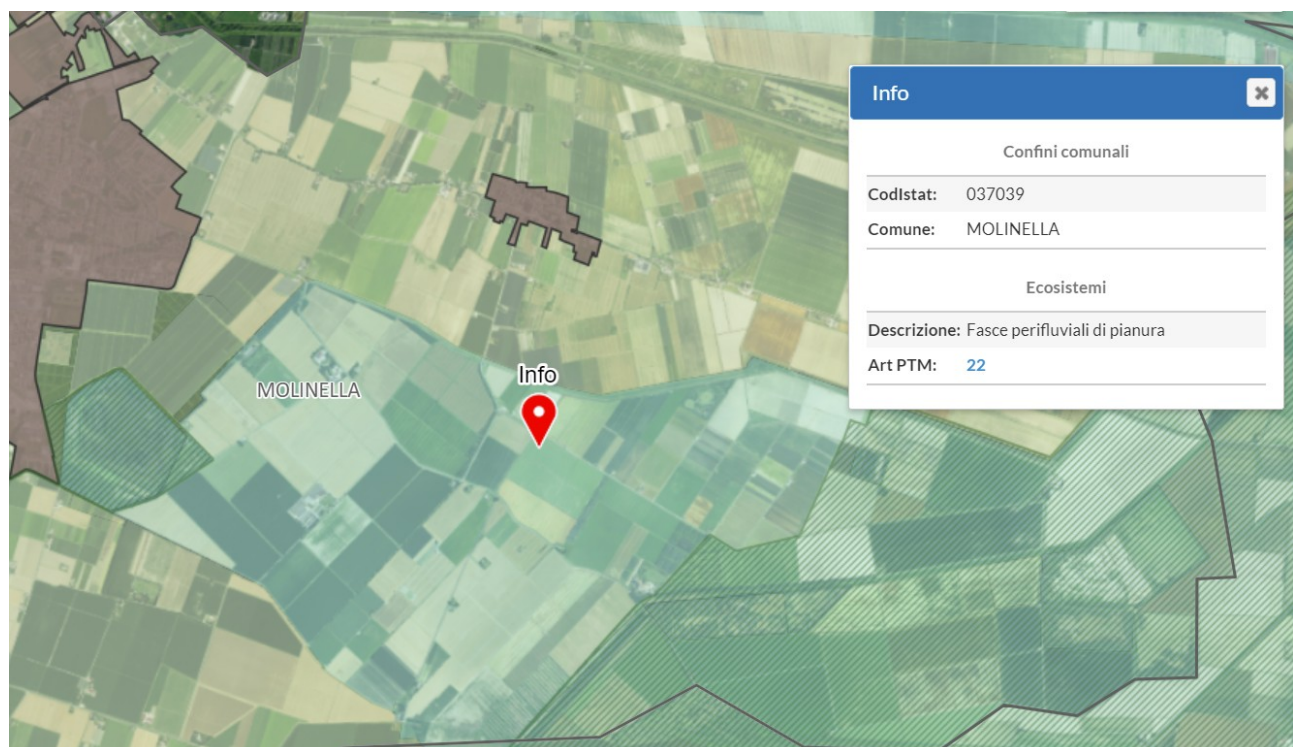 Info
Confini comunali
CodIstat: 037039
Comune: MOLINELLA
Ecosistemi
Descrizione: Fasce perifluviali di pianura
Art PTM: 22
Info
MOLINELLA